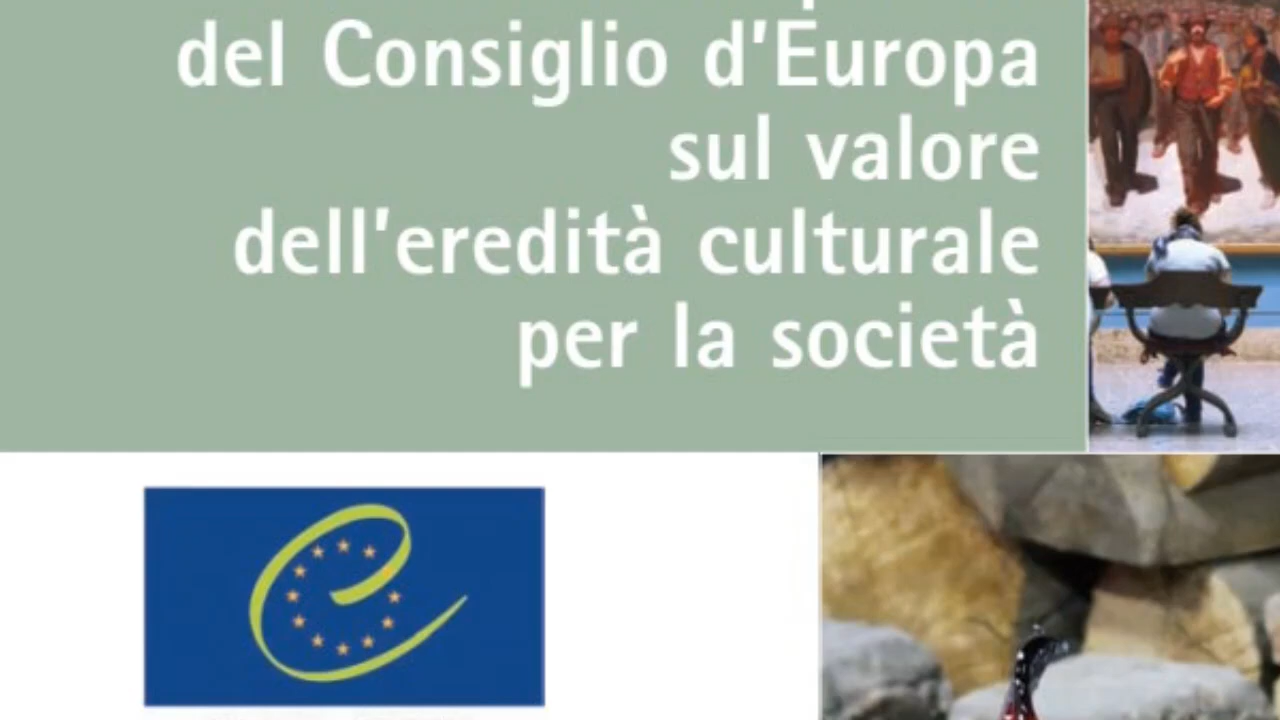 del Consiglio d'Europa
sul valore
dell'eredità culturale
per la società